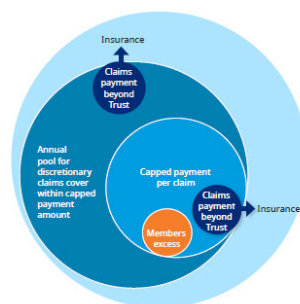 Insurance
Claims
payment
beyond
Trust
Annual
pool for
discretionary
claims cover
within capped
payment
amount
Capped payment
per claim
Claims
payment
beyond
Trust
Insurance
Members
excess